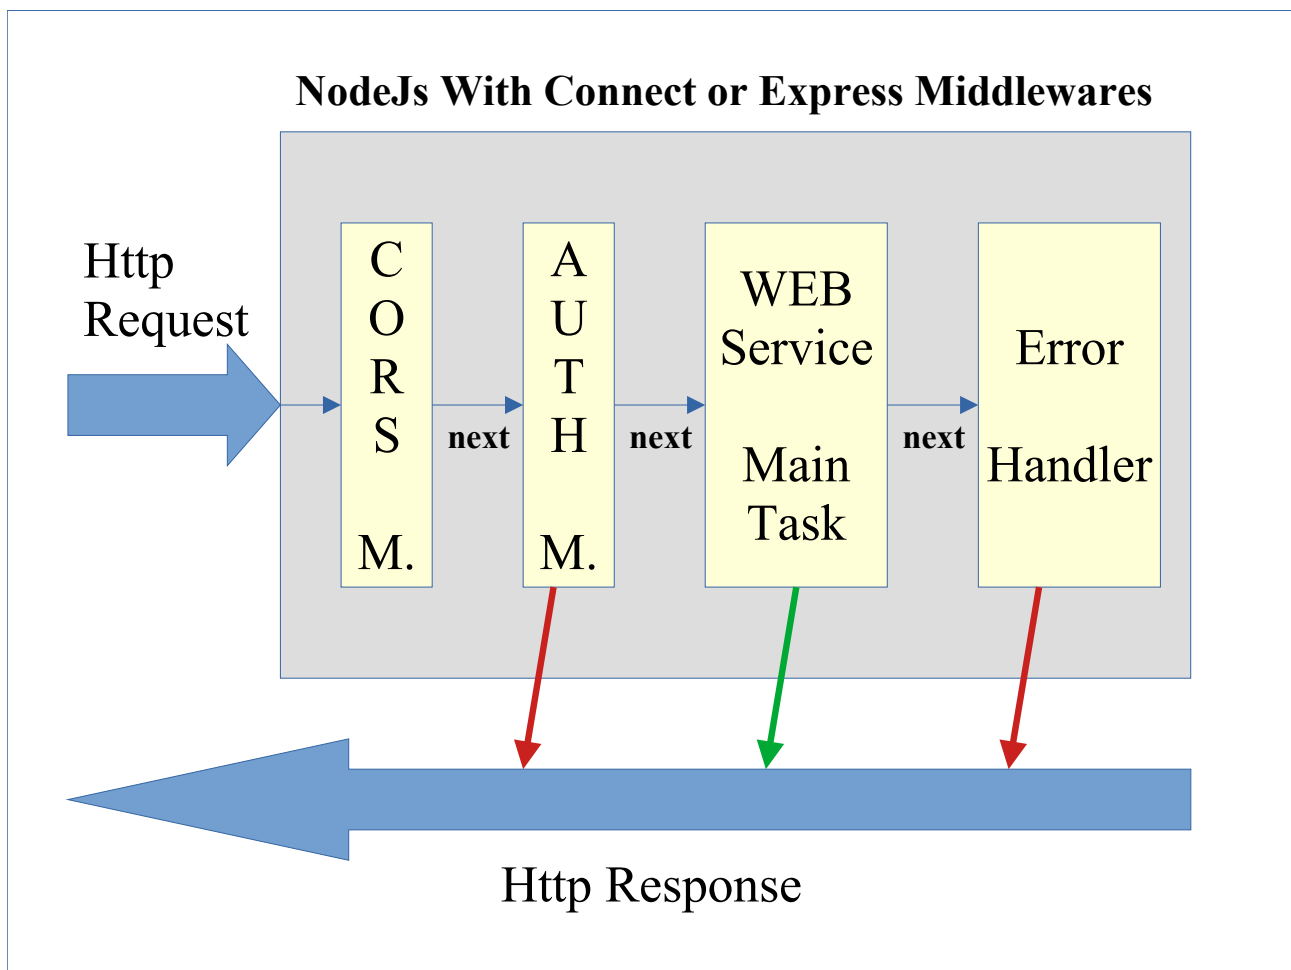 NodeJs With Connect or Express Middlewares
Http
Request
C
O
R
S
M.
next
A
U
T
H
M.
next
WEB
Service
Main
Task
next
Error
Handler
Http Response